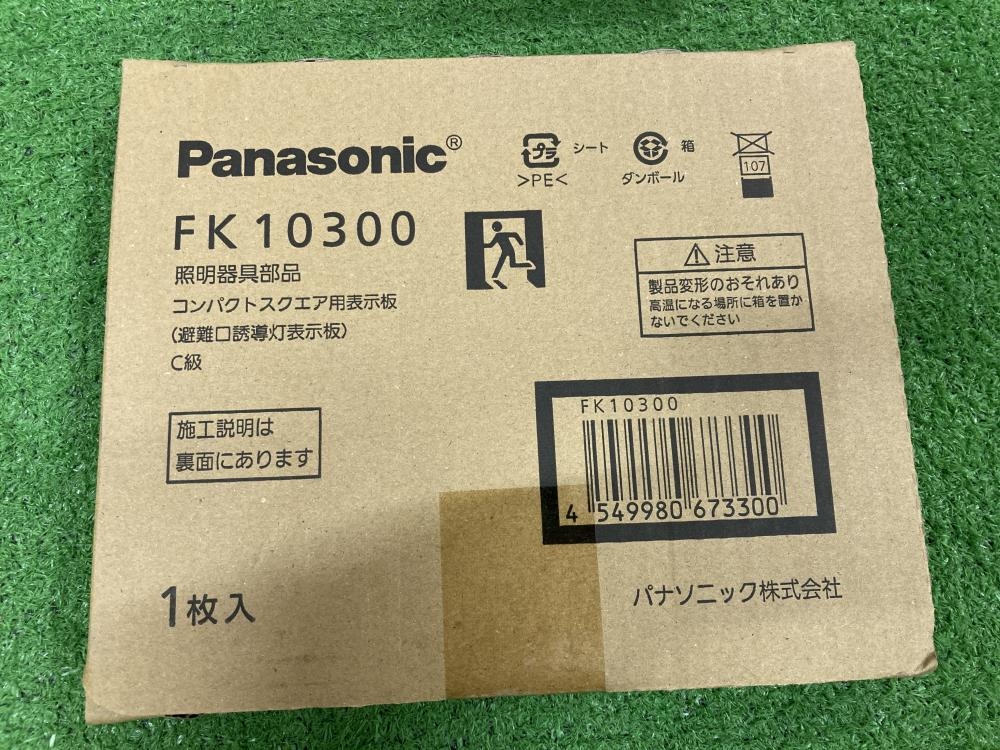 Panasonic®
プラ シート
>PE<
箱
ダンボール
107
FK10300
照明器具部品
コンパクトスクエア用表示板
(避難口誘導灯表示板)
C級
注意
製品変形のおそれあり
高温になる場所に箱を置か
ないでください
施工説明は
裏面にあります
FK10300
4 549980 673300
1枚入
パナソニック株式会社